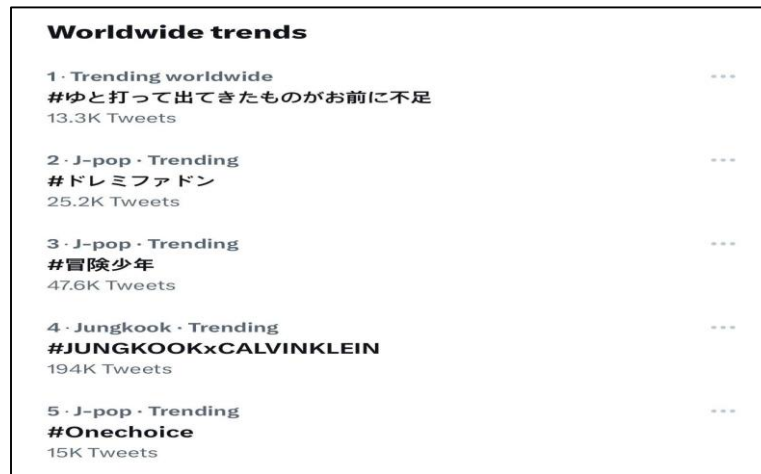 Worldwide trends
1 · Trending worldwide
#ゆと打って出てきたものがお前に不足
13.3K Tweets
2 · J-pop · Trending
#ドレミファドン
25.2K Tweets
3 · J-pop · Trending
#冒険少年
47.6K Tweets
4 · Jungkook · Trending
#JUNGKOOKxCALVINKLEIN
194K Tweets
5 · J-pop · Trending
#Onechoice
15K Tweets